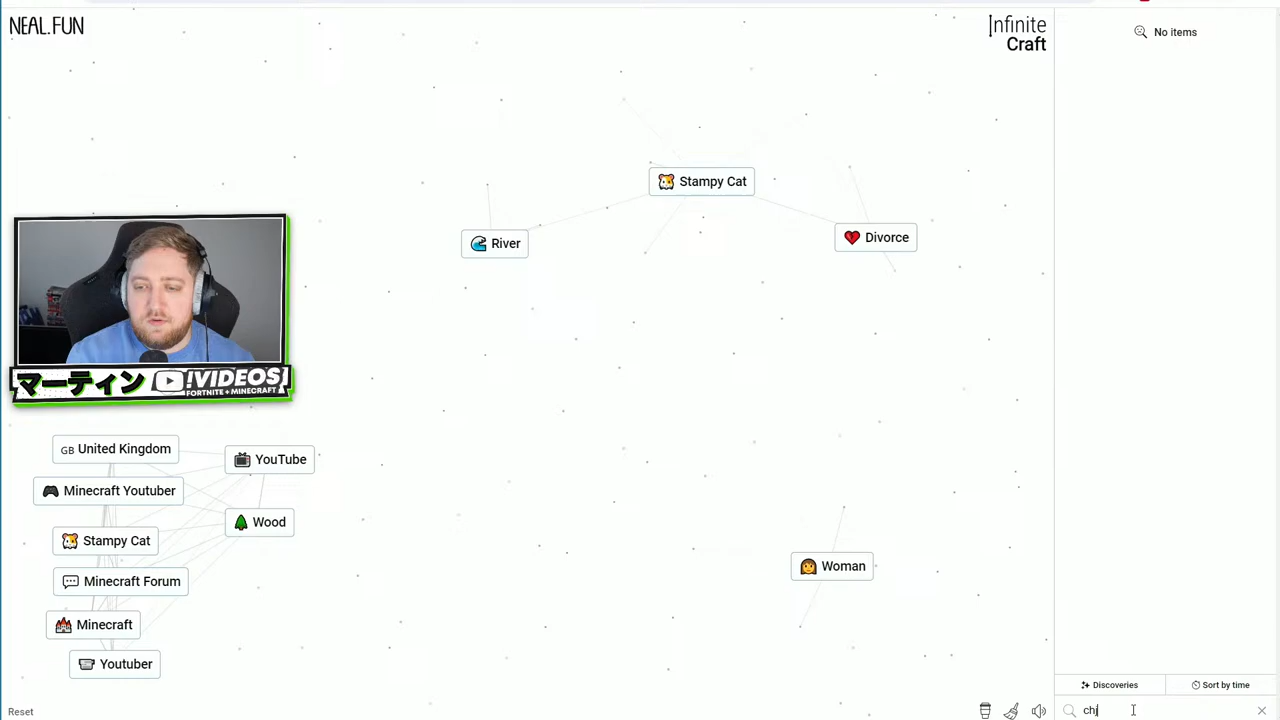 NEAL.FUN
Infinite
Craft
No items
Stampy Cat
River
Divorce
マーティン !VIDEOS
FORTNITE + MINECRAFT
GB United Kingdom
YouTube
Minecraft Youtuber
Wood
Stampy Cat
Woman
Minecraft Forum
Minecraft
Youtuber
Discoveries
Sort by time
Reset
chj